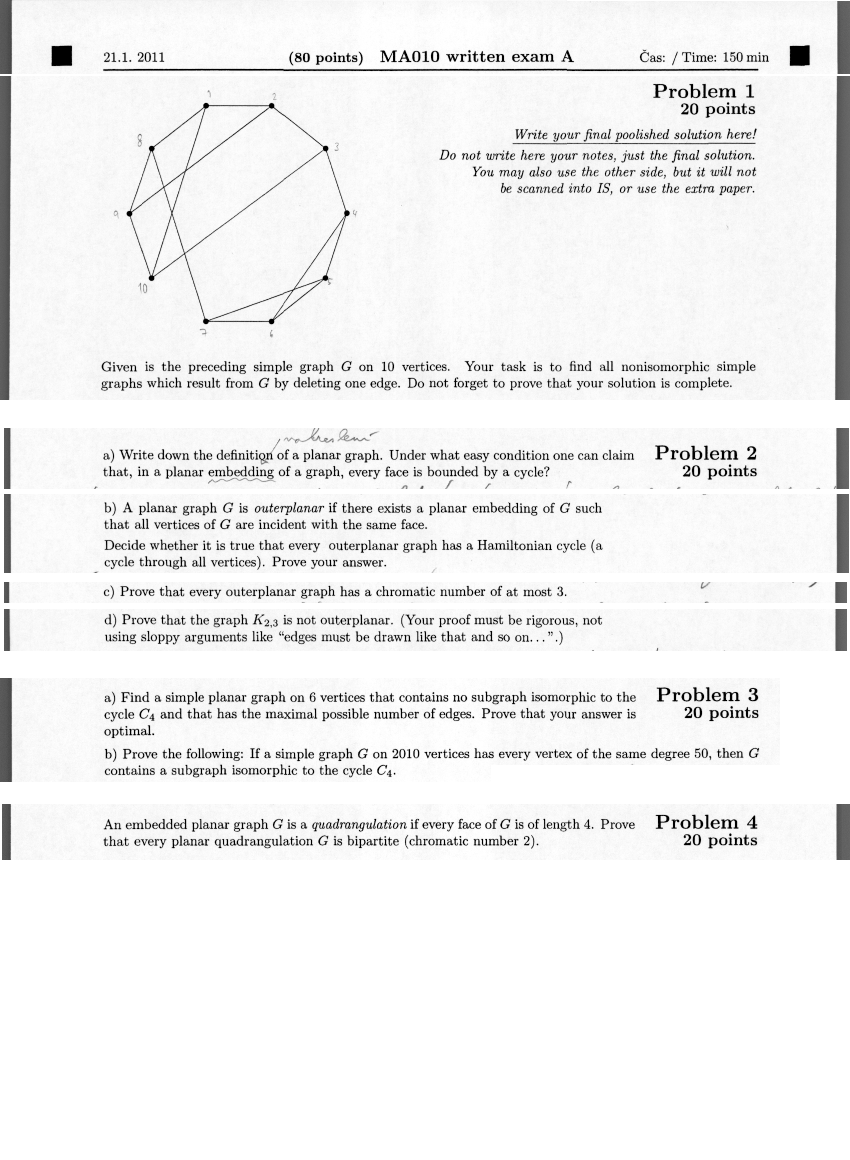 21.1. 2011 (80 points) MA010 written exam A Čas: / Time: 150 min
Problem 1
20 points
Write your final poolished solution here!
Do not write here your notes, just the final solution.
You may also use the other side, but it will not
be scanned into IS, or use the extra paper.
1
2
8
3
9
4
10
5
7
6
Given is the preceding simple graph G on 10 vertices. Your task is to find all nonisomorphic simple
graphs which result from G by deleting one edge. Do not forget to prove that your solution is complete.
a) Write down the definition of a planar graph. Under what easy condition one can claim
that, in a planar embedding of a graph, every face is bounded by a cycle?
Problem 2
20 points
b) A planar graph G is outerplanar if there exists a planar embedding of G such
that all vertices of G are incident with the same face.
Decide whether it is true that every outerplanar graph has a Hamiltonian cycle (a
cycle through all vertices). Prove your answer.
c) Prove that every outerplanar graph has a chromatic number of at most 3.
d) Prove that the graph K2,3 is not outerplanar. (Your proof must be rigorous, not
using sloppy arguments like “edges must be drawn like that and so on...”.)
a) Find a simple planar graph on 6 vertices that contains no subgraph isomorphic to the
cycle C4 and that has the maximal possible number of edges. Prove that your answer is
optimal.
Problem 3
20 points
b) Prove the following: If a simple graph G on 2010 vertices has every vertex of the same degree 50, then G
contains a subgraph isomorphic to the cycle C4.
An embedded planar graph G is a quadrangulation if every face of G is of length 4. Prove
that every planar quadrangulation G is bipartite (chromatic number 2).
Problem 4
20 points